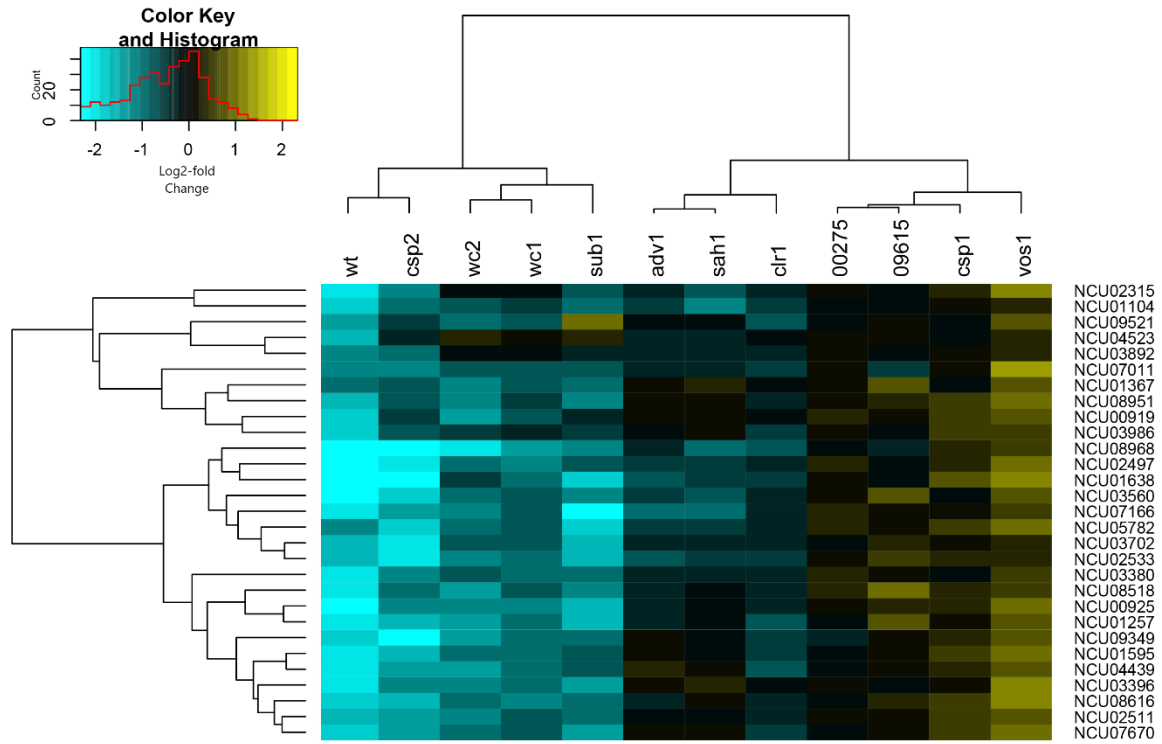 Color Key
and Histogram
Count
0 20
-2 -1 0 1 2
Log2-fold
Change
wt csp2 wc2 wc1 sub1 adv1 sah1 clr1 00275 09615 csp1 vos1
NCU02315
NCU01104
NCU09521
NCU04523
NCU03892
NCU07011
NCU01367
NCU08951
NCU00919
NCU03986
NCU08968
NCU02497
NCU01638
NCU03560
NCU07166
NCU05782
NCU03702
NCU02533
NCU03380
NCU08518
NCU00925
NCU01257
NCU09349
NCU01595
NCU04439
NCU03396
NCU08616
NCU02511
NCU07670